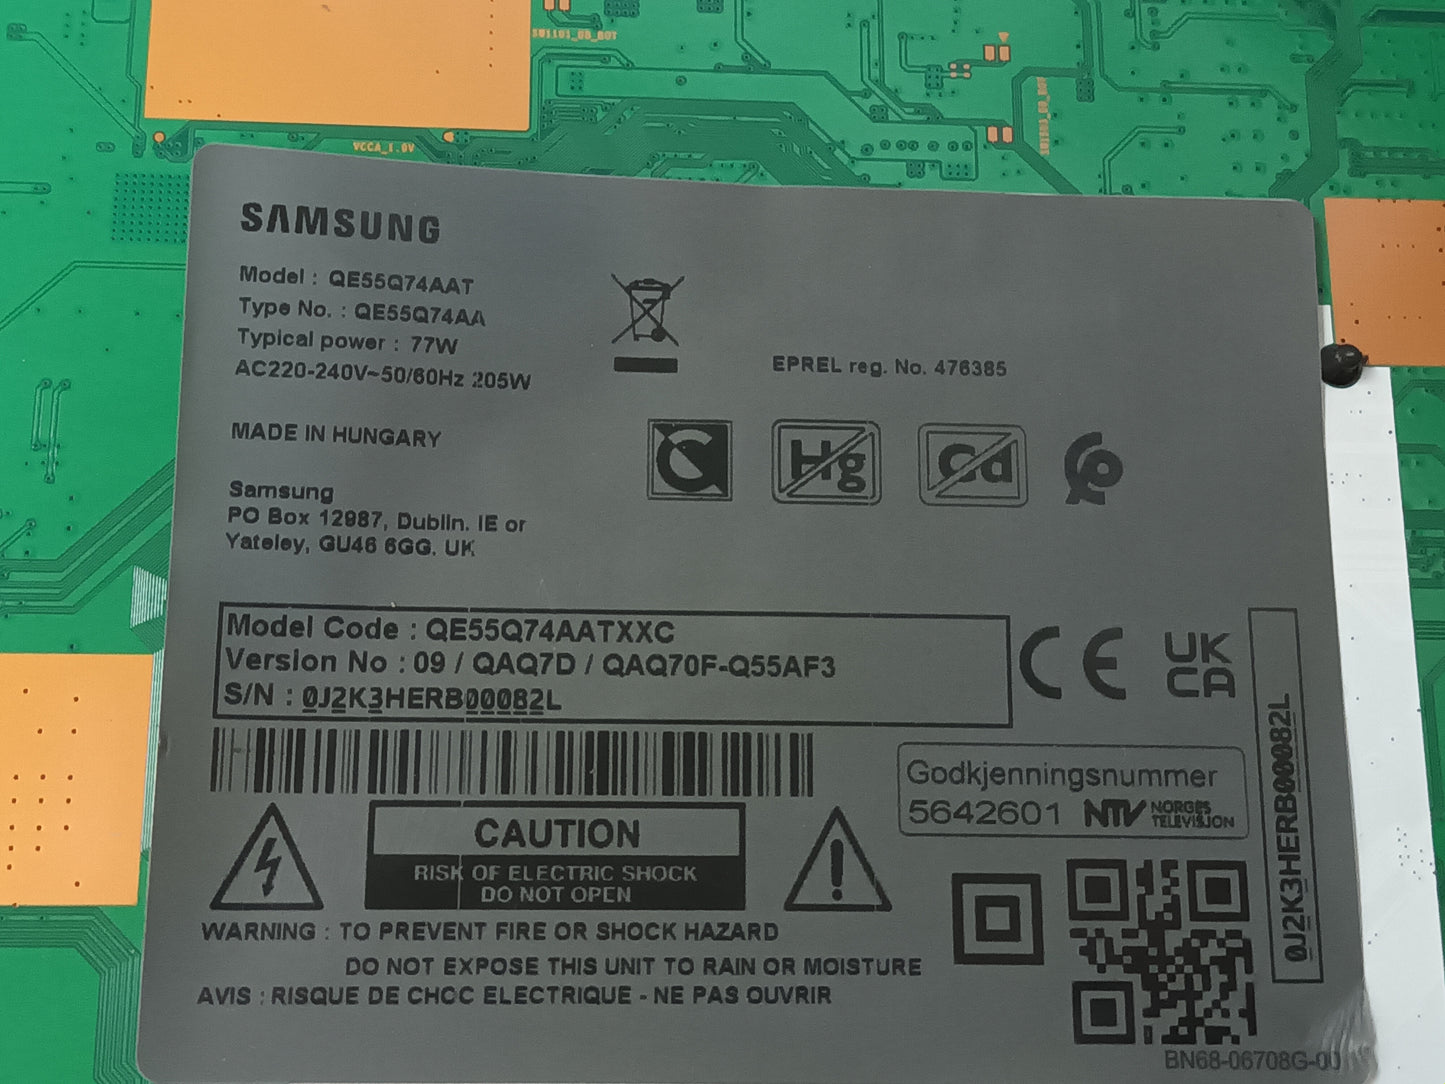 VCCA_1.0V
SAMSUNG
Model : QE55Q74AAT
Type No. : QE55Q74AA
Typical power : 77W
AC220-240V~50/60Hz 205W
EPREL reg. No. 476385
MADE IN HUNGARY
Hg
Cd
Samsung
PO Box 12987, Dublin. IE or
Yateley, GU46 6GG. UK
Model Code : QE55Q74AATXXC
Version No : 09 / QAQ7D / QAQ70F-Q55AF3
S/N : 0J2K3HERB00082L
CE
UK
CA
0J2K3HERB00082L
Godkjenningsnummer
5642601 NTV NORGES
TELEVISJON
CAUTION
RISK OF ELECTRIC SHOCK
DO NOT OPEN
WARNING : TO PREVENT FIRE OR SHOCK HAZARD
DO NOT EXPOSE THIS UNIT TO RAIN OR MOISTURE
AVIS : RISQUE DE CHOC ELECTRIQUE - NE PAS OUVRIR
BN68-06708G-00